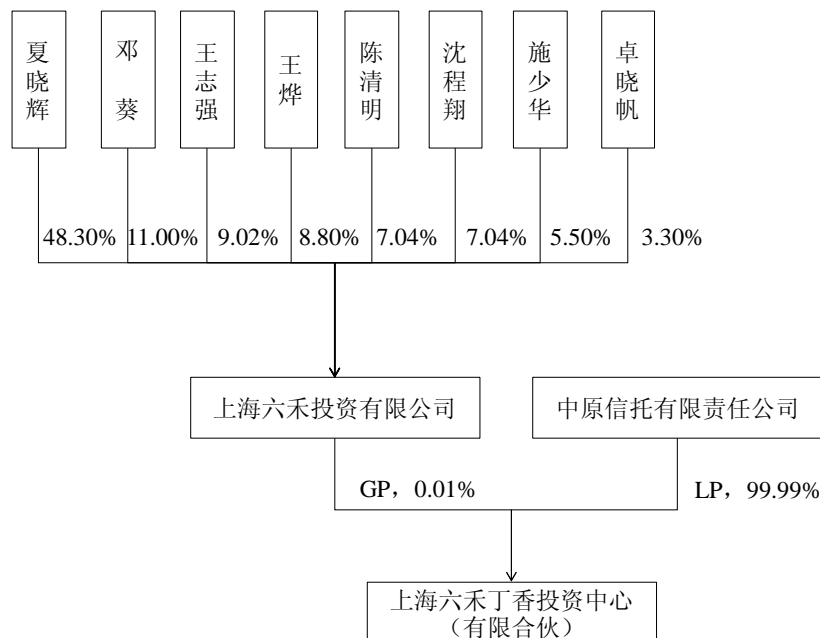 夏晓辉
邓葵
王志强
王烨
陈清明
沈程翔
施少华
卓晓帆
48.30%
11.00%
9.02%
8.80%
7.04%
7.04%
5.50%
3.30%
上海六禾投资有限公司
中原信托有限责任公司
GP，0.01%
LP，99.99%
上海六禾丁香投资中心
（有限合伙）